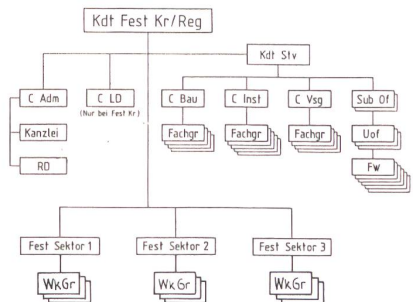 Kdt Fest Kr/Reg
Kdt Stv
C Adm
C LD
(Nur bei Fest Kr)
C Bau
C Inst
C Vsg
Sub Of
Kanzlei
Fachgr
Fachgr
Fachgr
Uof
RD
FW
Fest Sektor 1
Fest Sektor 2
Fest Sektor 3
WkGr
WkGr
WkGr